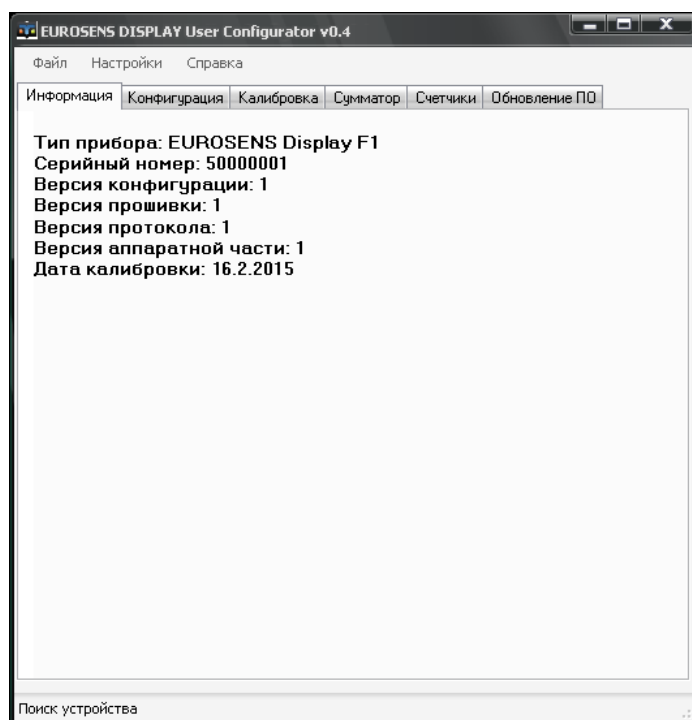 EUROSENS DISPLAY User Configurator v0.4
Файл Настройки Справка
Информация Конфигурация Калибровка Сумматор Счетчики Обновление ПО
Тип прибора: EUROSENS Display F1
Серийный номер: 50000001
Версия конфигурации: 1
Версия прошивки: 1
Версия протокола: 1
Версия аппаратной части: 1
Дата калибровки: 16.2.2015
Поиск устройства